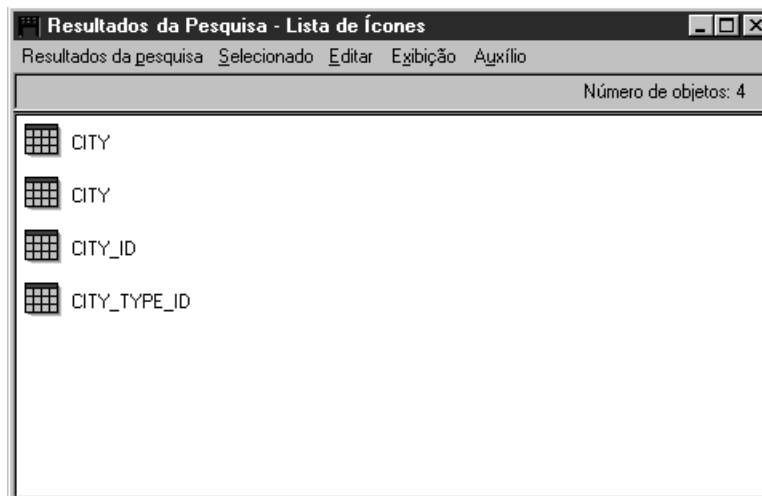 Resultados da Pesquisa - Lista de Ícones
Resultados da pesquisa Selecionado Editar Exibição Auxílio
Número de objetos: 4
CITY
CITY
CITY_ID
CITY_TYPE_ID